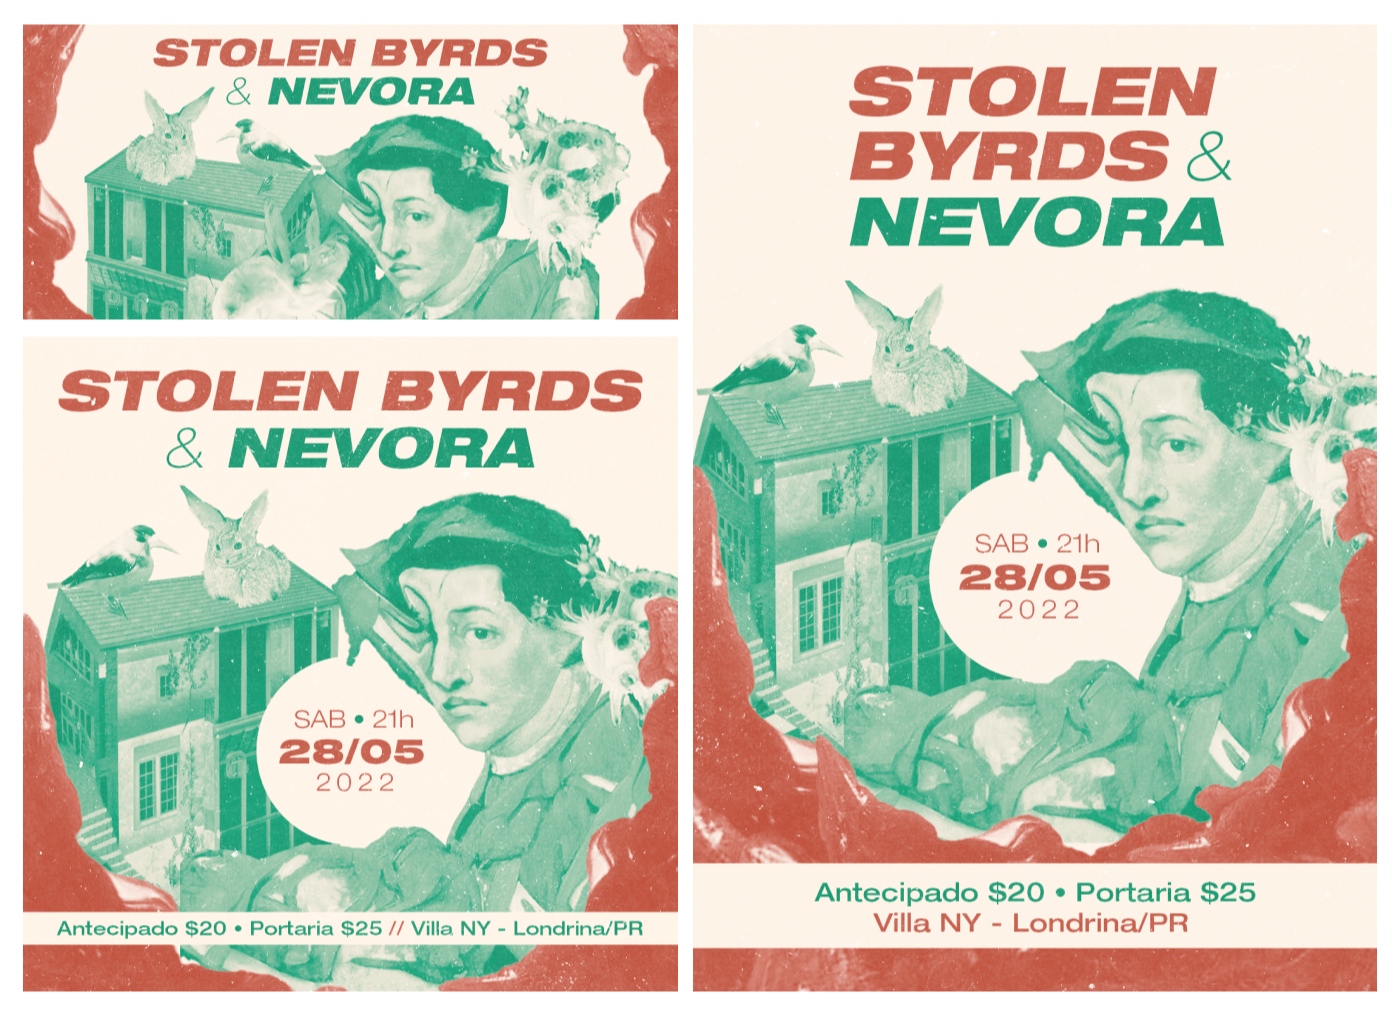 STOLEN BYRDS
& NEVORA
STOLEN BYRDS
& NEVORA
SAB • 21h
28/05
2022
Antecipado $20 • Portaria $25 // Villa NY - Londrina/PR
STOLEN
BYRDS &
NEVORA
SAB • 21h
28/05
2022
Antecipado $20 • Portaria $25
Villa NY - Londrina/PR